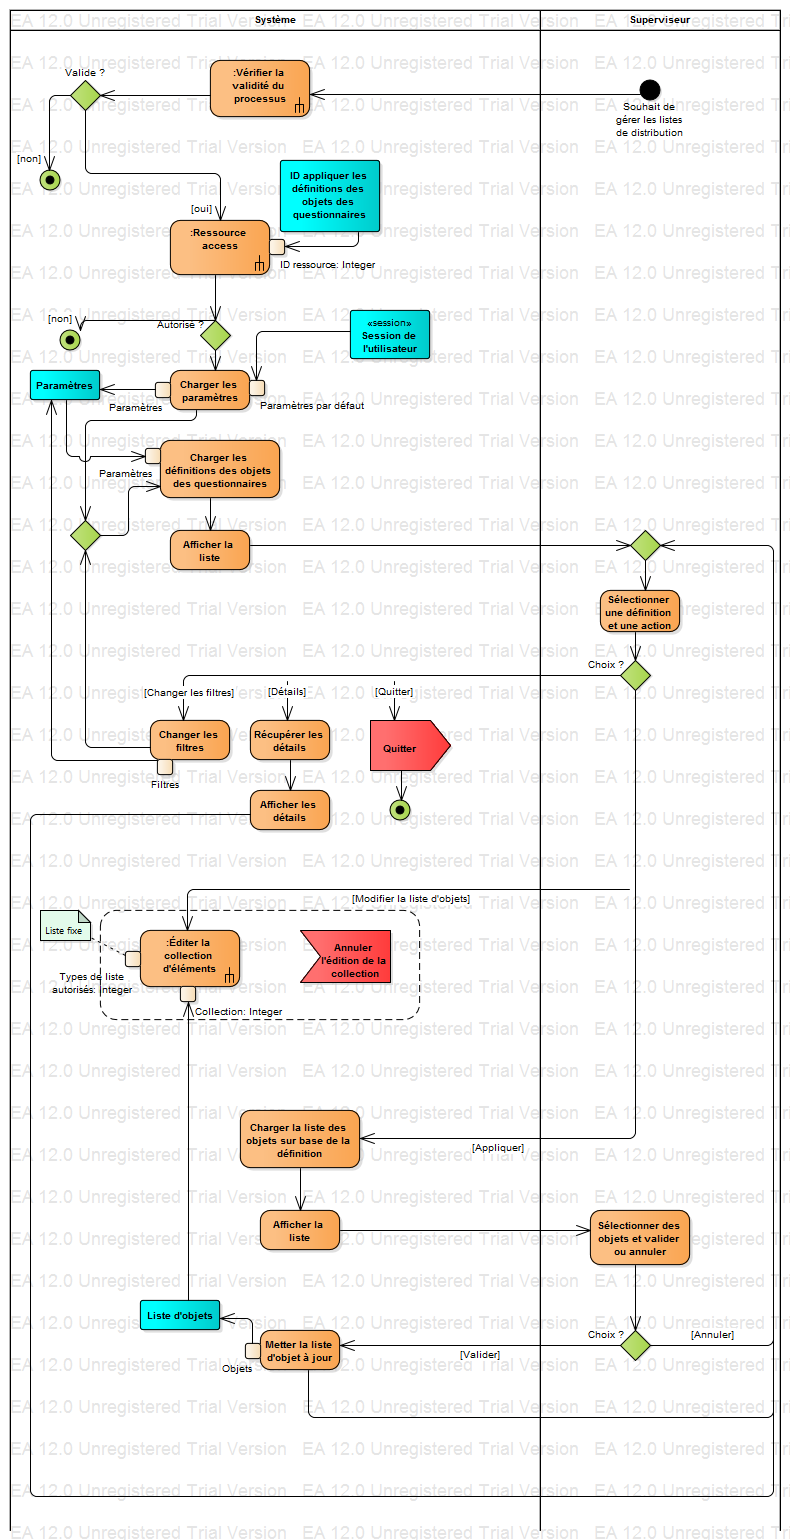 Système
Superviseur
EA 12.0 Unregistered Trial Version
Valide ?
:Vérifier la
validité du
processus
Souhait de
gérer les listes
de distribution
[non]
[oui]
ID appliquer les
définitions des
objets des
questionnaires
:Ressource
access
ID ressource: Integer
[non]
Autorisé ?
«session»
Session de
l'utilisateur
Paramètres
Charger les
paramètres
Paramètres
Paramètres par défaut
Charger les
définitions des objets
des questionnaires
Paramètres
Afficher la
liste
Sélectionner
une définition
et une action
Choix ?
[Changer les filtres]
[Détails]
[Quitter]
Changer les
filtres
Récupérer les
détails
Quitter
Filtres
Afficher les
détails
[Modifier la liste d'objets]
Liste fixe
:Éditer la
collection
d'éléments
Annuler
l'édition de la
collection
Types de liste
autorisés: Integer
Collection: Integer
Charger la liste des
objets sur base de la
définition
[Appliquer]
Afficher la
liste
Sélectionner des
objets et valider
ou annuler
Liste d'objets
Choix ?
[Annuler]
Metter la liste
d'objet à jour
[Valider]
Objets